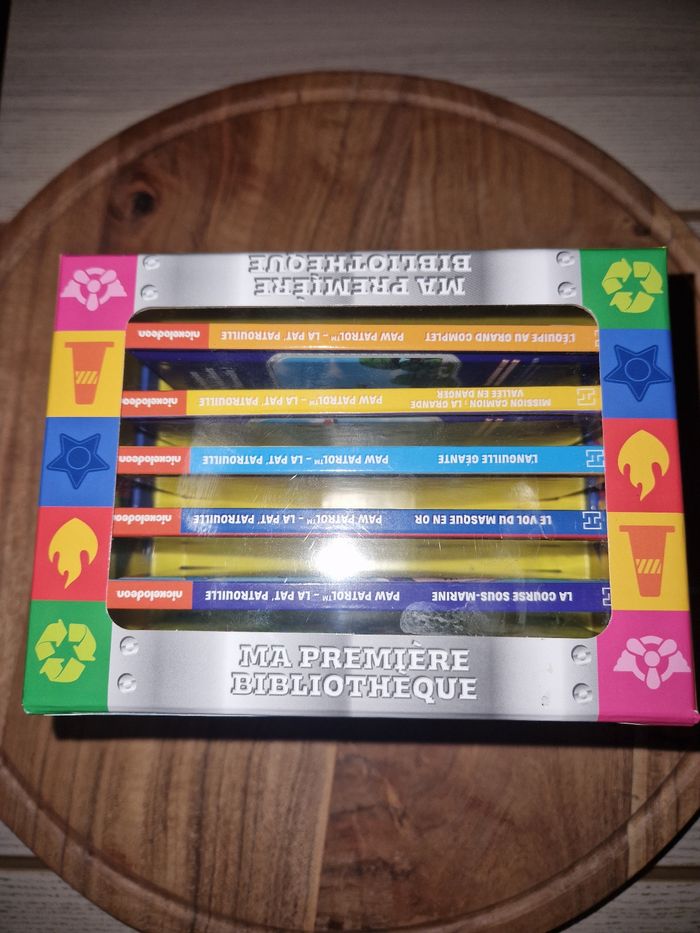 MA PREMIÈRE
BIBLIOTHÈQUE
nickelodeon PAW PATROL™ – LA PAT' PATROUILLE L'ÉQUIPE AU GRAND COMPLET
nickelodeon PAW PATROL™ – LA PAT' PATROUILLE MISSION CAMION : LA GRANDE
VALLÉE EN DANGER
nickelodeon PAW PATROL™ – LA PAT' PATROUILLE L'ANGUILLE GÉANTE
nickelodeon PAW PATROL™ – LA PAT' PATROUILLE LE VOL DU MASQUE EN OR
nickelodeon PAW PATROL™ – LA PAT' PATROUILLE LA COURSE SOUS-MARINE
MA PREMIÈRE
BIBLIOTHÈQUE